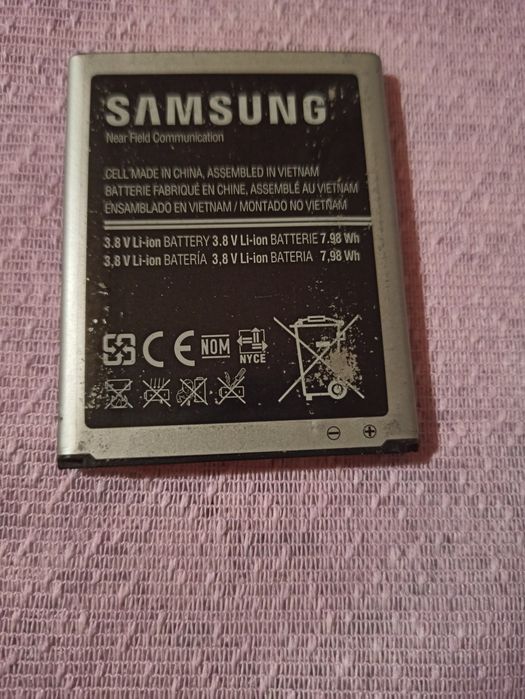 SAMSUNG
Near Field Communication
CELL MADE IN CHINA, ASSEMBLED IN VIETNAM
BATTERIE FABRIQUÉ EN CHINE, ASSEMBLÉ AU VIETNAM
ENSAMBLADO EN VIETNAM / MONTADO NO VIETNAM
3.8 V Li-ion BATTERY 3.8 V Li-ion BATTERIE 7.98 Wh
3,8 V Li-ion BATERÍA 3,8 V Li-ion BATERIA 7,98 Wh
CE NOM NYCE